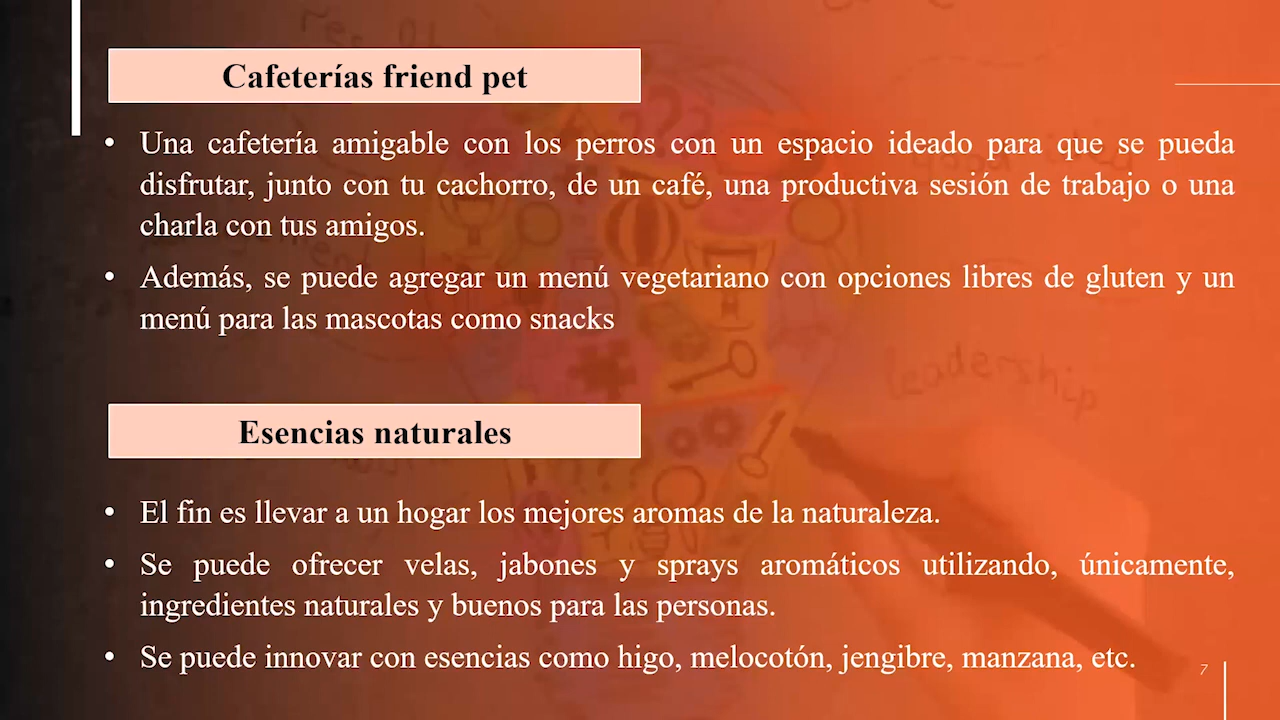 Cafeterías friend pet
• Una cafetería amigable con los perros con un espacio ideado para que se pueda
disfrutar, junto con tu cachorro, de un café, una productiva sesión de trabajo o una
charla con tus amigos.
• Además, se puede agregar un menú vegetariano con opciones libres de gluten y un
menú para las mascotas como snacks
leadership
Esencias naturales
• El fin es llevar a un hogar los mejores aromas de la naturaleza.
• Se puede ofrecer velas, jabones y sprays aromáticos utilizando, únicamente,
ingredientes naturales y buenos para las personas.
• Se puede innovar con esencias como higo, melocotón, jengibre, manzana, etc.
7